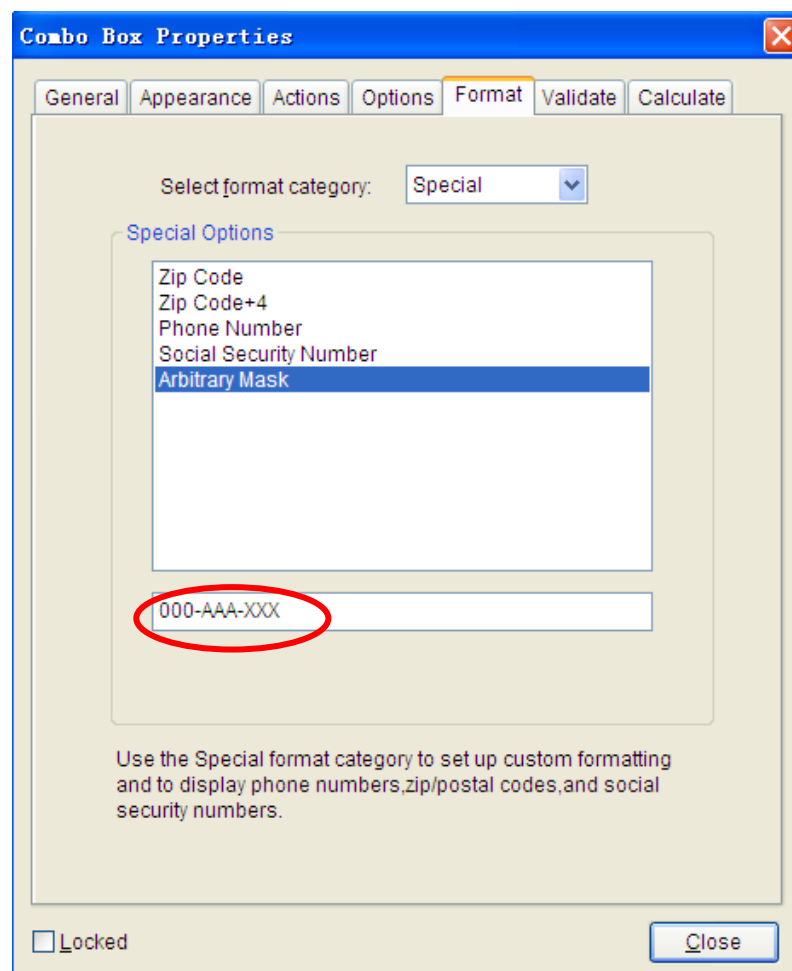 Combo Box Properties
General Appearance Actions Options Format Validate Calculate
Select format category: Special
Special Options
Zip Code
Zip Code+4
Phone Number
Social Security Number
Arbitrary Mask
000-AAA-XXX
Use the Special format category to set up custom formatting
and to display phone numbers,zip/postal codes,and social
security numbers.
Locked Close